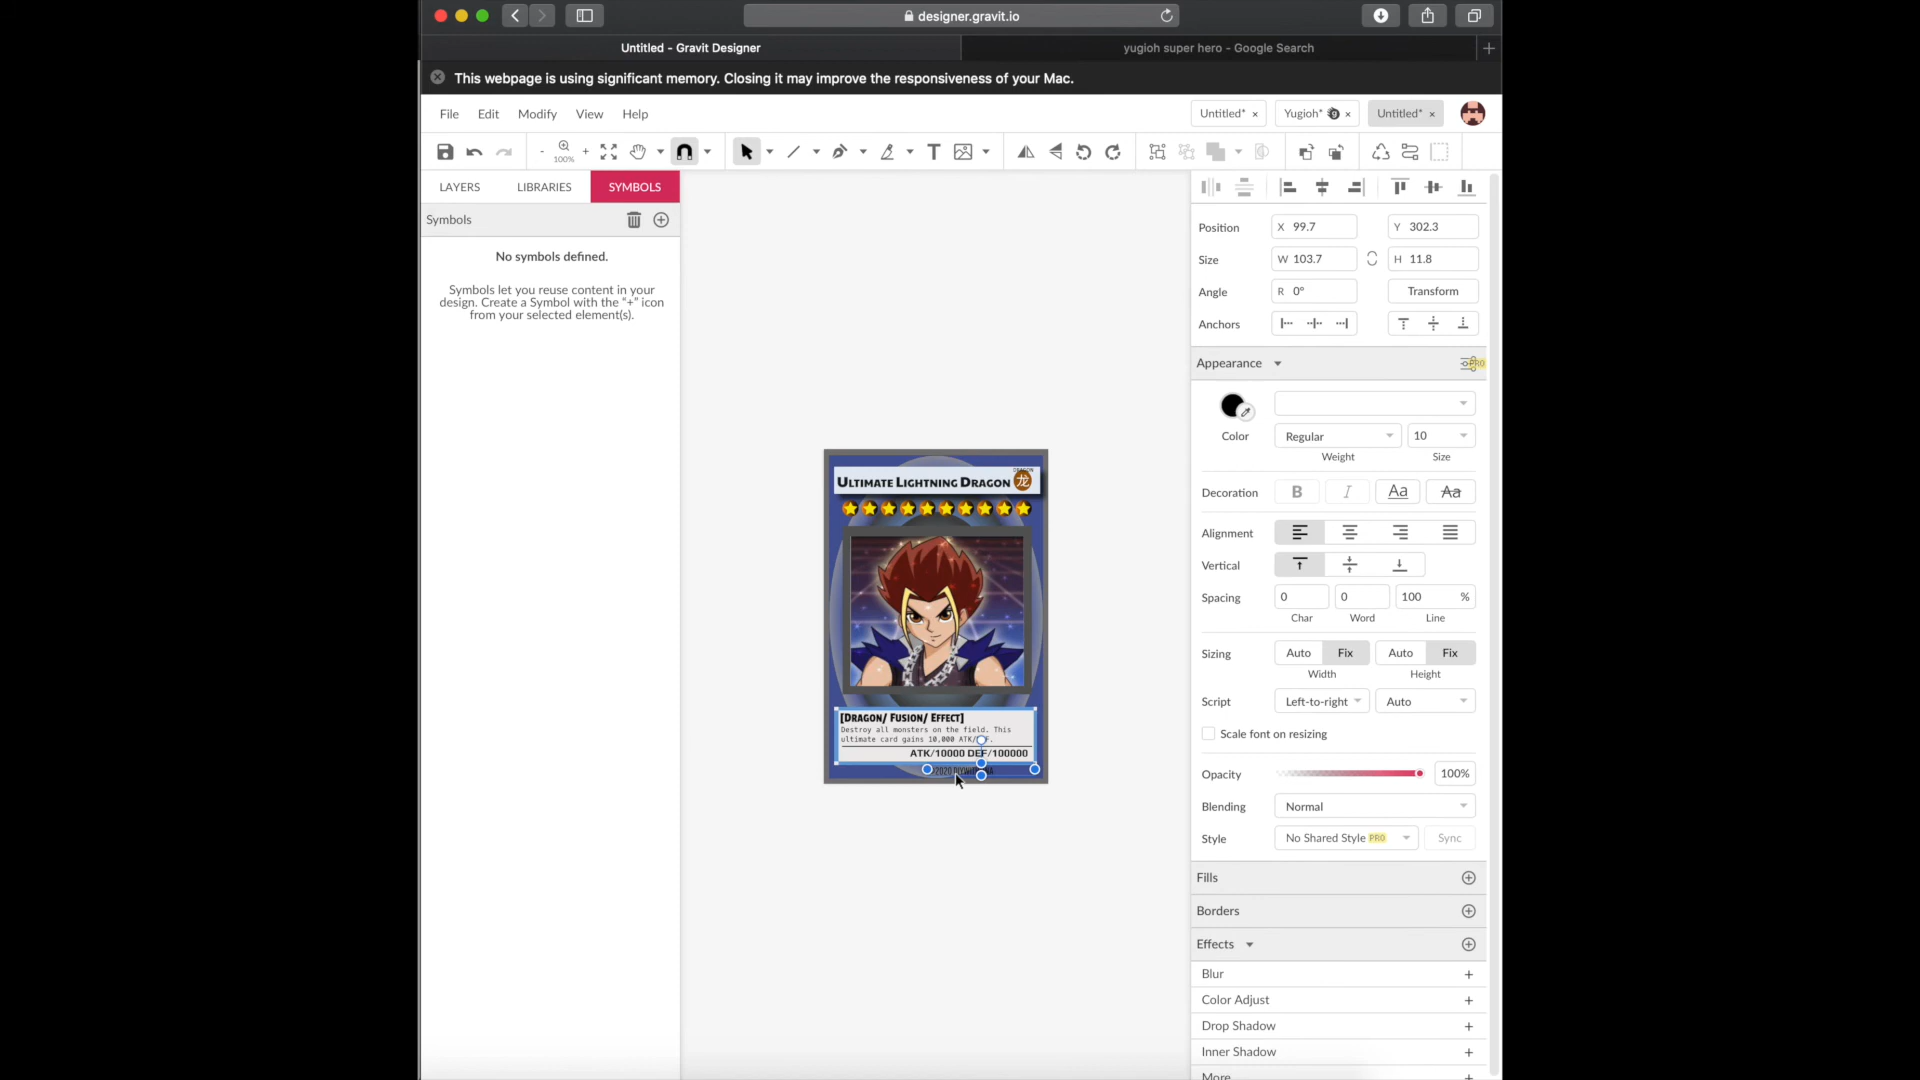 designer.gravit.io
Untitled - Gravit Designer
yugioh super hero - Google Search
This webpage is using significant memory. Closing it may improve the responsiveness of your Mac.
File Edit Modify View Help
Untitled* × Yugioh* × Untitled* ×
- 100% +
LAYERS LIBRARIES SYMBOLS
Symbols
No symbols defined.
Symbols let you reuse content in your
design. Create a Symbol with the “+” icon
from your selected element(s).
DRAGON
ULTIMATE LIGHTNING DRAGON 龙
[DRAGON/ FUSION/ EFFECT]
Destroy all monsters on the field. This
ultimate card gains 10,000
ATK/10000 DEF/100000
Position X 99.7 Y 302.3
Size W 103.7 H 11.8
Angle R 0° Transform
Anchors
Appearance PRO
Color Regular 10
Weight Size
Decoration B I Aa Aa
Alignment
Vertical
Spacing 0 0 100 %
Char Word Line
Sizing Auto Fix Auto Fix
Width Height
Script Left-to-right Auto
Scale font on resizing
Opacity 100%
Blending Normal
Style No Shared Style PRO Sync
Fills
Borders
Effects
Blur +
Color Adjust +
Drop Shadow +
Inner Shadow +
More +